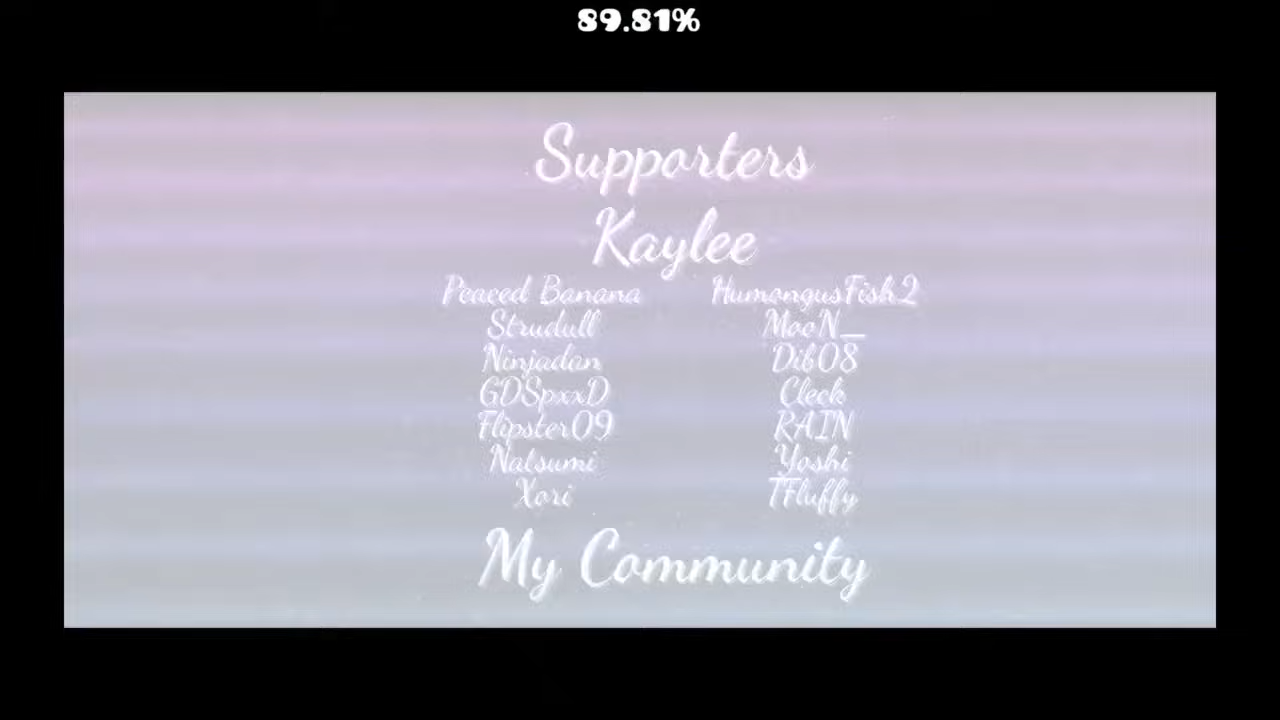 89.81%
Supporters
Kaylee
Peaced Banana HumongusFish2
Strudull MooN_
Ninjadan Dib08
GDSpxxD Cleck
Flipster09 RAIN
Natsumi Yoshi
Xori TFluffy
My Community